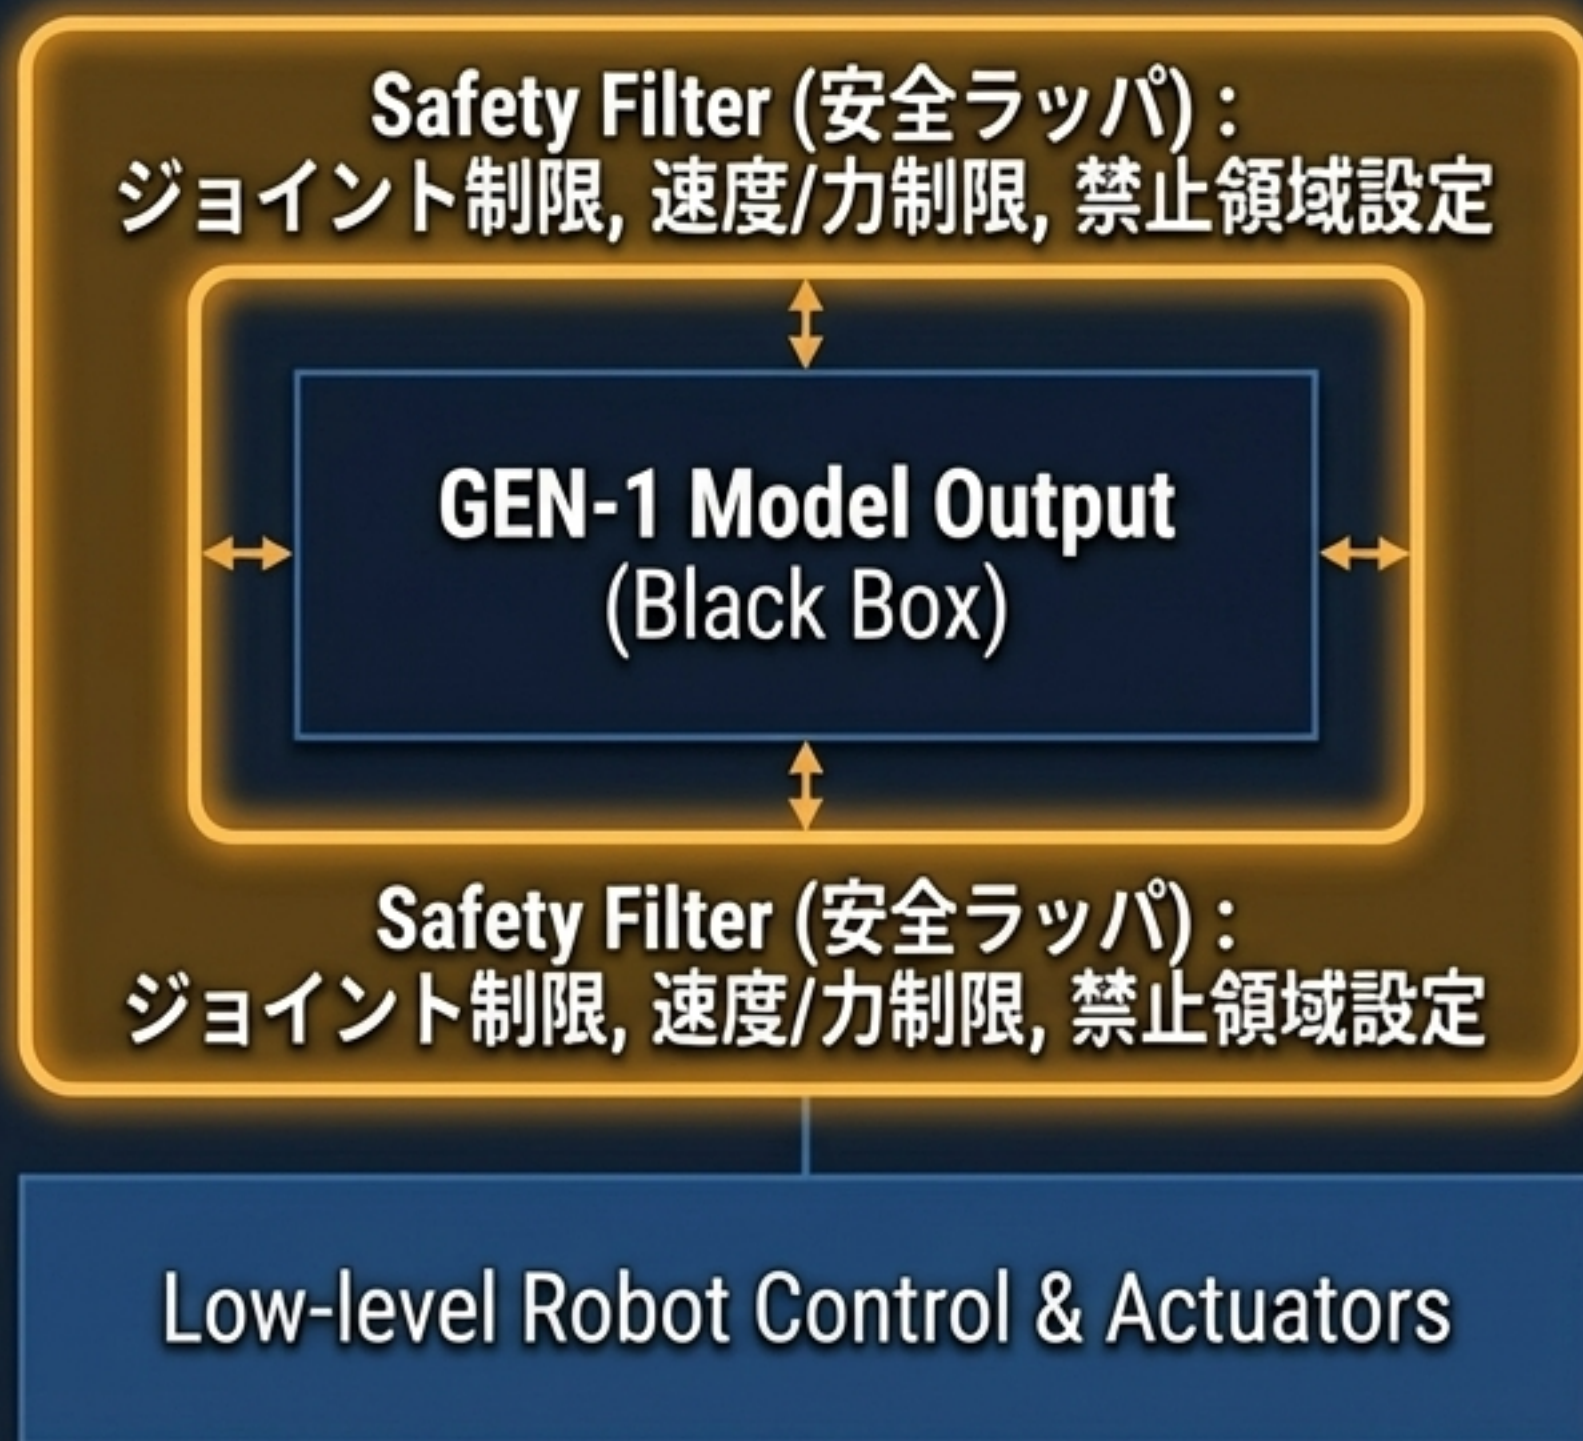 Safety Filter (安全ラッパ) :
ジョイント制限, 速度/力制限, 禁止領域設定
GEN-1 Model Output
(Black Box)
Safety Filter (安全ラッパ) :
ジョイント制限, 速度/力制限, 禁止領域設定
Low-level Robot Control & Actuators